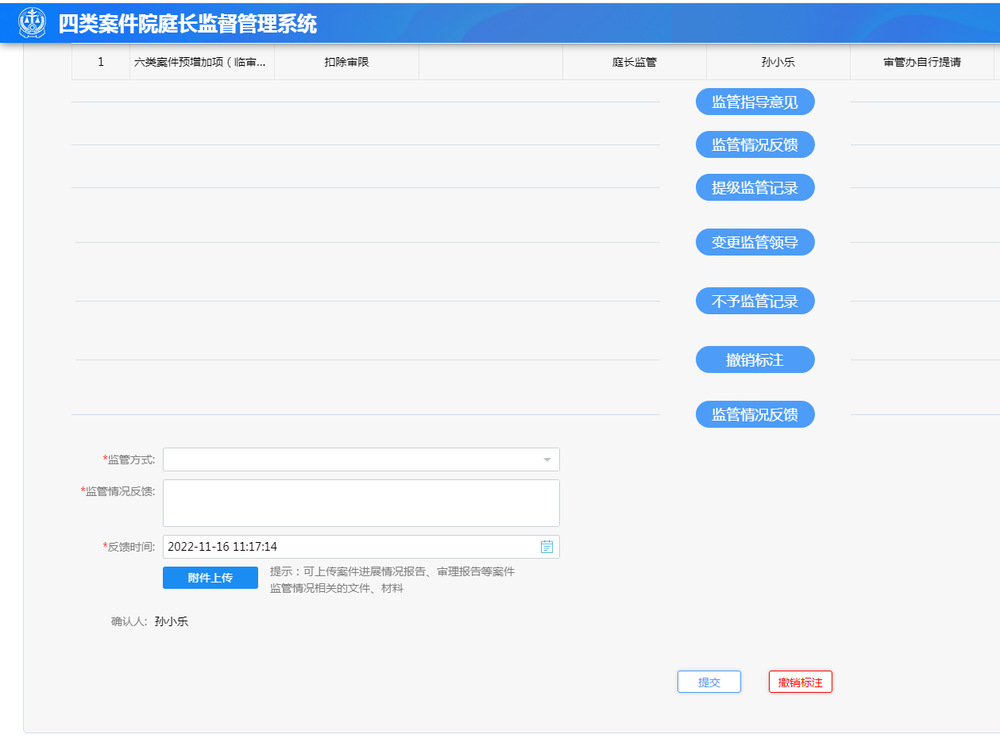 四类案件院庭长监督管理系统
1 六类案件预增加项（临审... 扣除审限 庭长监管 孙小乐 审管办自行提请
监管指导意见
监管情况反馈
提级监管记录
变更监管领导
不予监管记录
撤销标注
监管情况反馈
*监管方式:
*监管情况反馈:
*反馈时间: 2022-11-16 11:17:14
附件上传 提示：可上传案件进展情况报告、审理报告等案件
监管情况相关的文件、材料
确认人: 孙小乐
提交 撤销标注